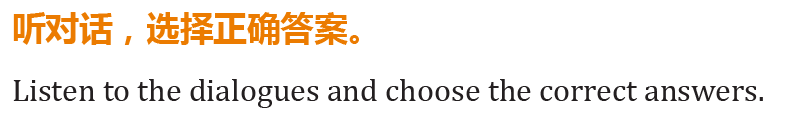 听对话，选择正确答案。
Listen to the dialogues and choose the correct answers.